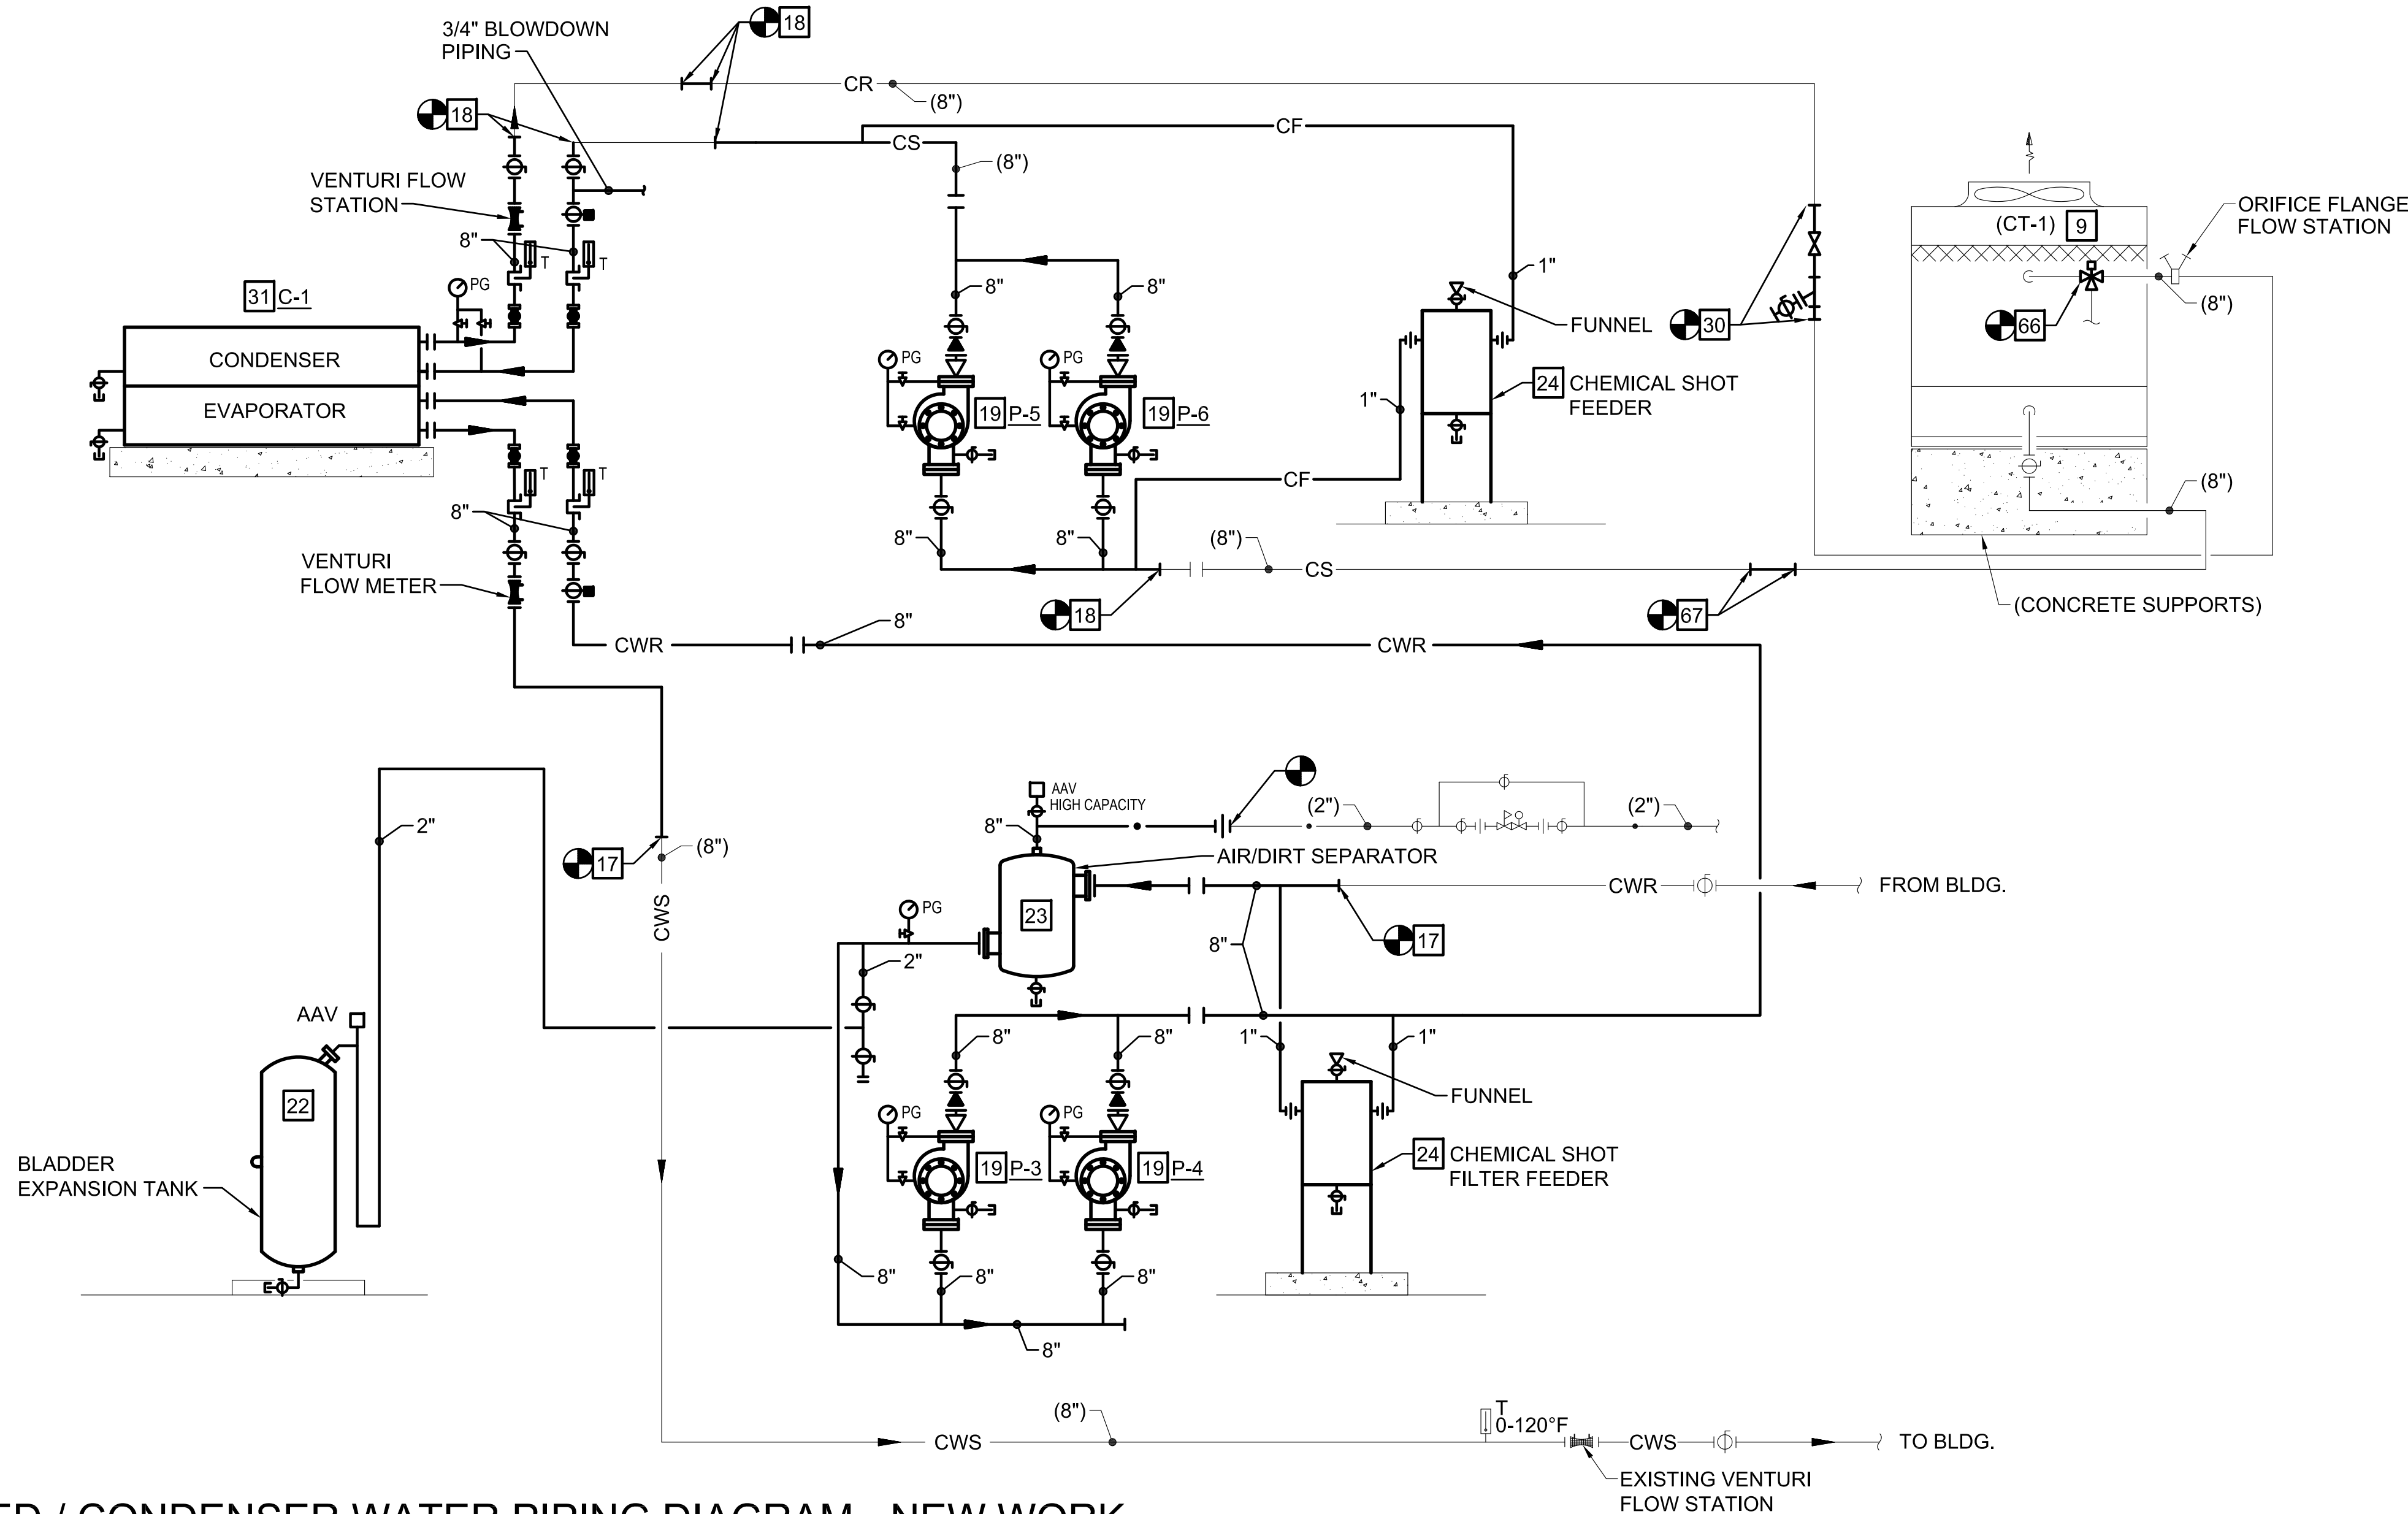 3/4" BLOWDOWN
PIPING
18
CR
(8")
18
CF
CS
(8")
VENTURI FLOW
STATION
8"
T
T
PG
31 C-1
CONDENSER
EVAPORATOR
8"
8"
1"
FUNNEL
PG
PG
19 P-5
19 P-6
24 CHEMICAL SHOT
FEEDER
1"
30
(CT-1) 9
ORIFICE FLANGE
FLOW STATION
(8")
66
T
T
8"
CF
8"
8"
(8")
CS
(8")
VENTURI
FLOW METER
18
67
(CONCRETE SUPPORTS)
8"
CWR
CWR
AAV
HIGH CAPACITY
(2")
(2")
8"
2"
17
(8")
AIR/DIRT SEPARATOR
CWR
FROM BLDG.
CWS
PG
23
8"
17
2"
AAV
8"
8"
1"
1"
22
FUNNEL
PG
PG
19 P-3
19 P-4
24 CHEMICAL SHOT
FILTER FEEDER
BLADDER
EXPANSION TANK
8"
8"
8"
8"
(8")
T
0-120°F
CWS
CWS
TO BLDG.
EXISTING VENTURI
FLOW STATION
/ CONDENSER WATER PIPING DIAGRAM - NEW WORK